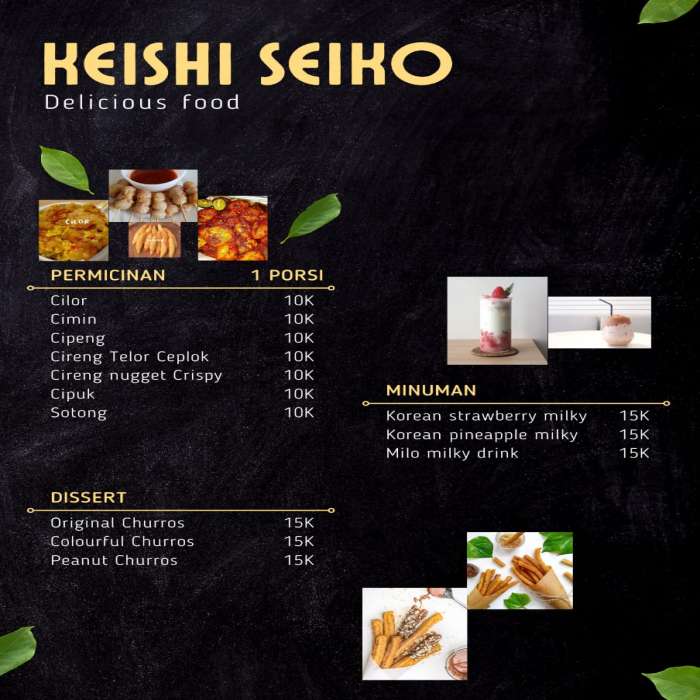 KEISHI SEIKO
Delicious food
CILOR
PERMICINAN 1 PORSI
Cilor 10K
Cimin 10K
Cipeng 10K
Cireng Telor Ceplok 10K
Cireng nugget Crispy 10K
Cipuk 10K
Sotong 10K
MINUMAN
Korean strawberry milky 15K
Korean pineapple milky 15K
Milo milky drink 15K
DISSERT
Original Churros 15K
Colourful Churros 15K
Peanut Churros 15K